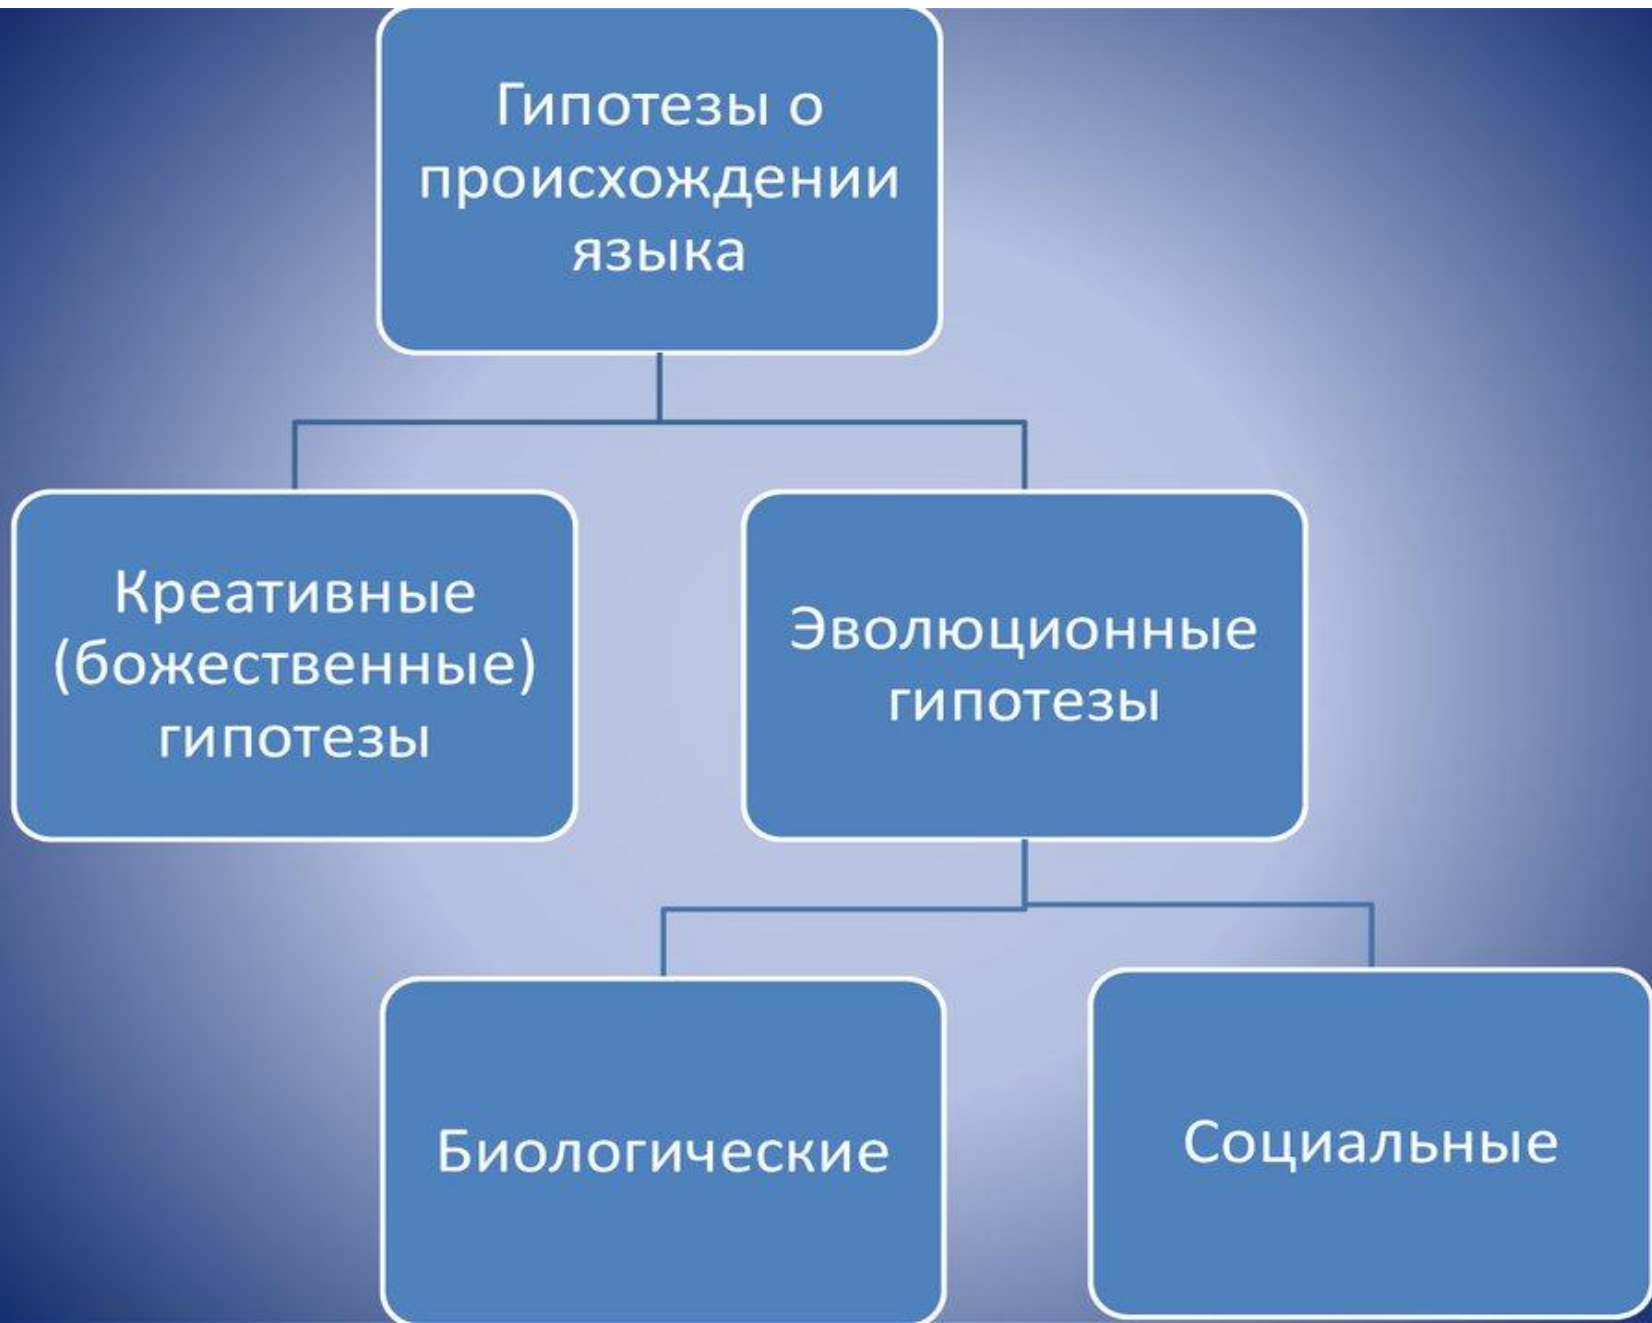 Гипотезы о
происхождении
языка
Креативные
(божественные)
гипотезы
Эволюционные
гипотезы
Биологические
Социальные